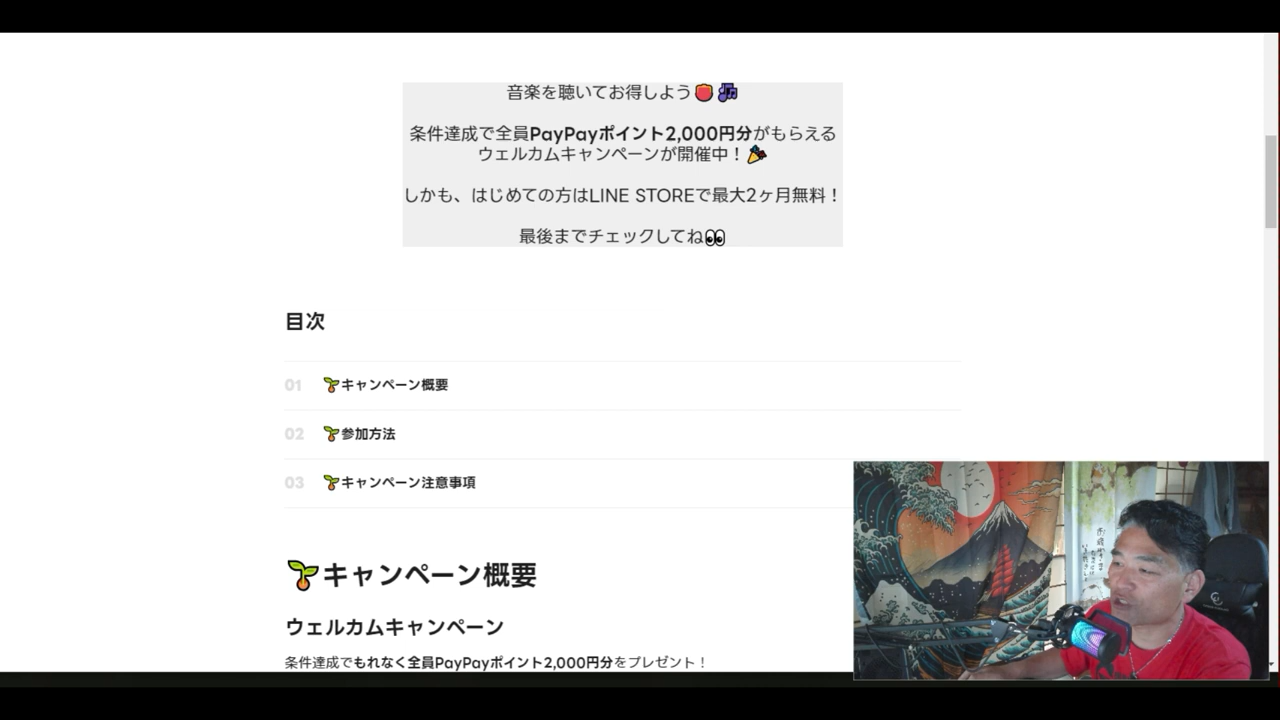 音楽を聴いてお得しよう
条件達成で全員PayPayポイント2,000円分がもらえる
ウェルカムキャンペーンが開催中！
しかも、はじめての方はLINE STOREで最大2ヶ月無料！
最後までチェックしてね👀
目次
01 🌱キャンペーン概要
02 🌱参加方法
03 🌱キャンペーン注意事項
🌱キャンペーン概要
ウェルカムキャンペーン
条件達成でもれなく全員PayPayポイント2,000円分をプレゼント！